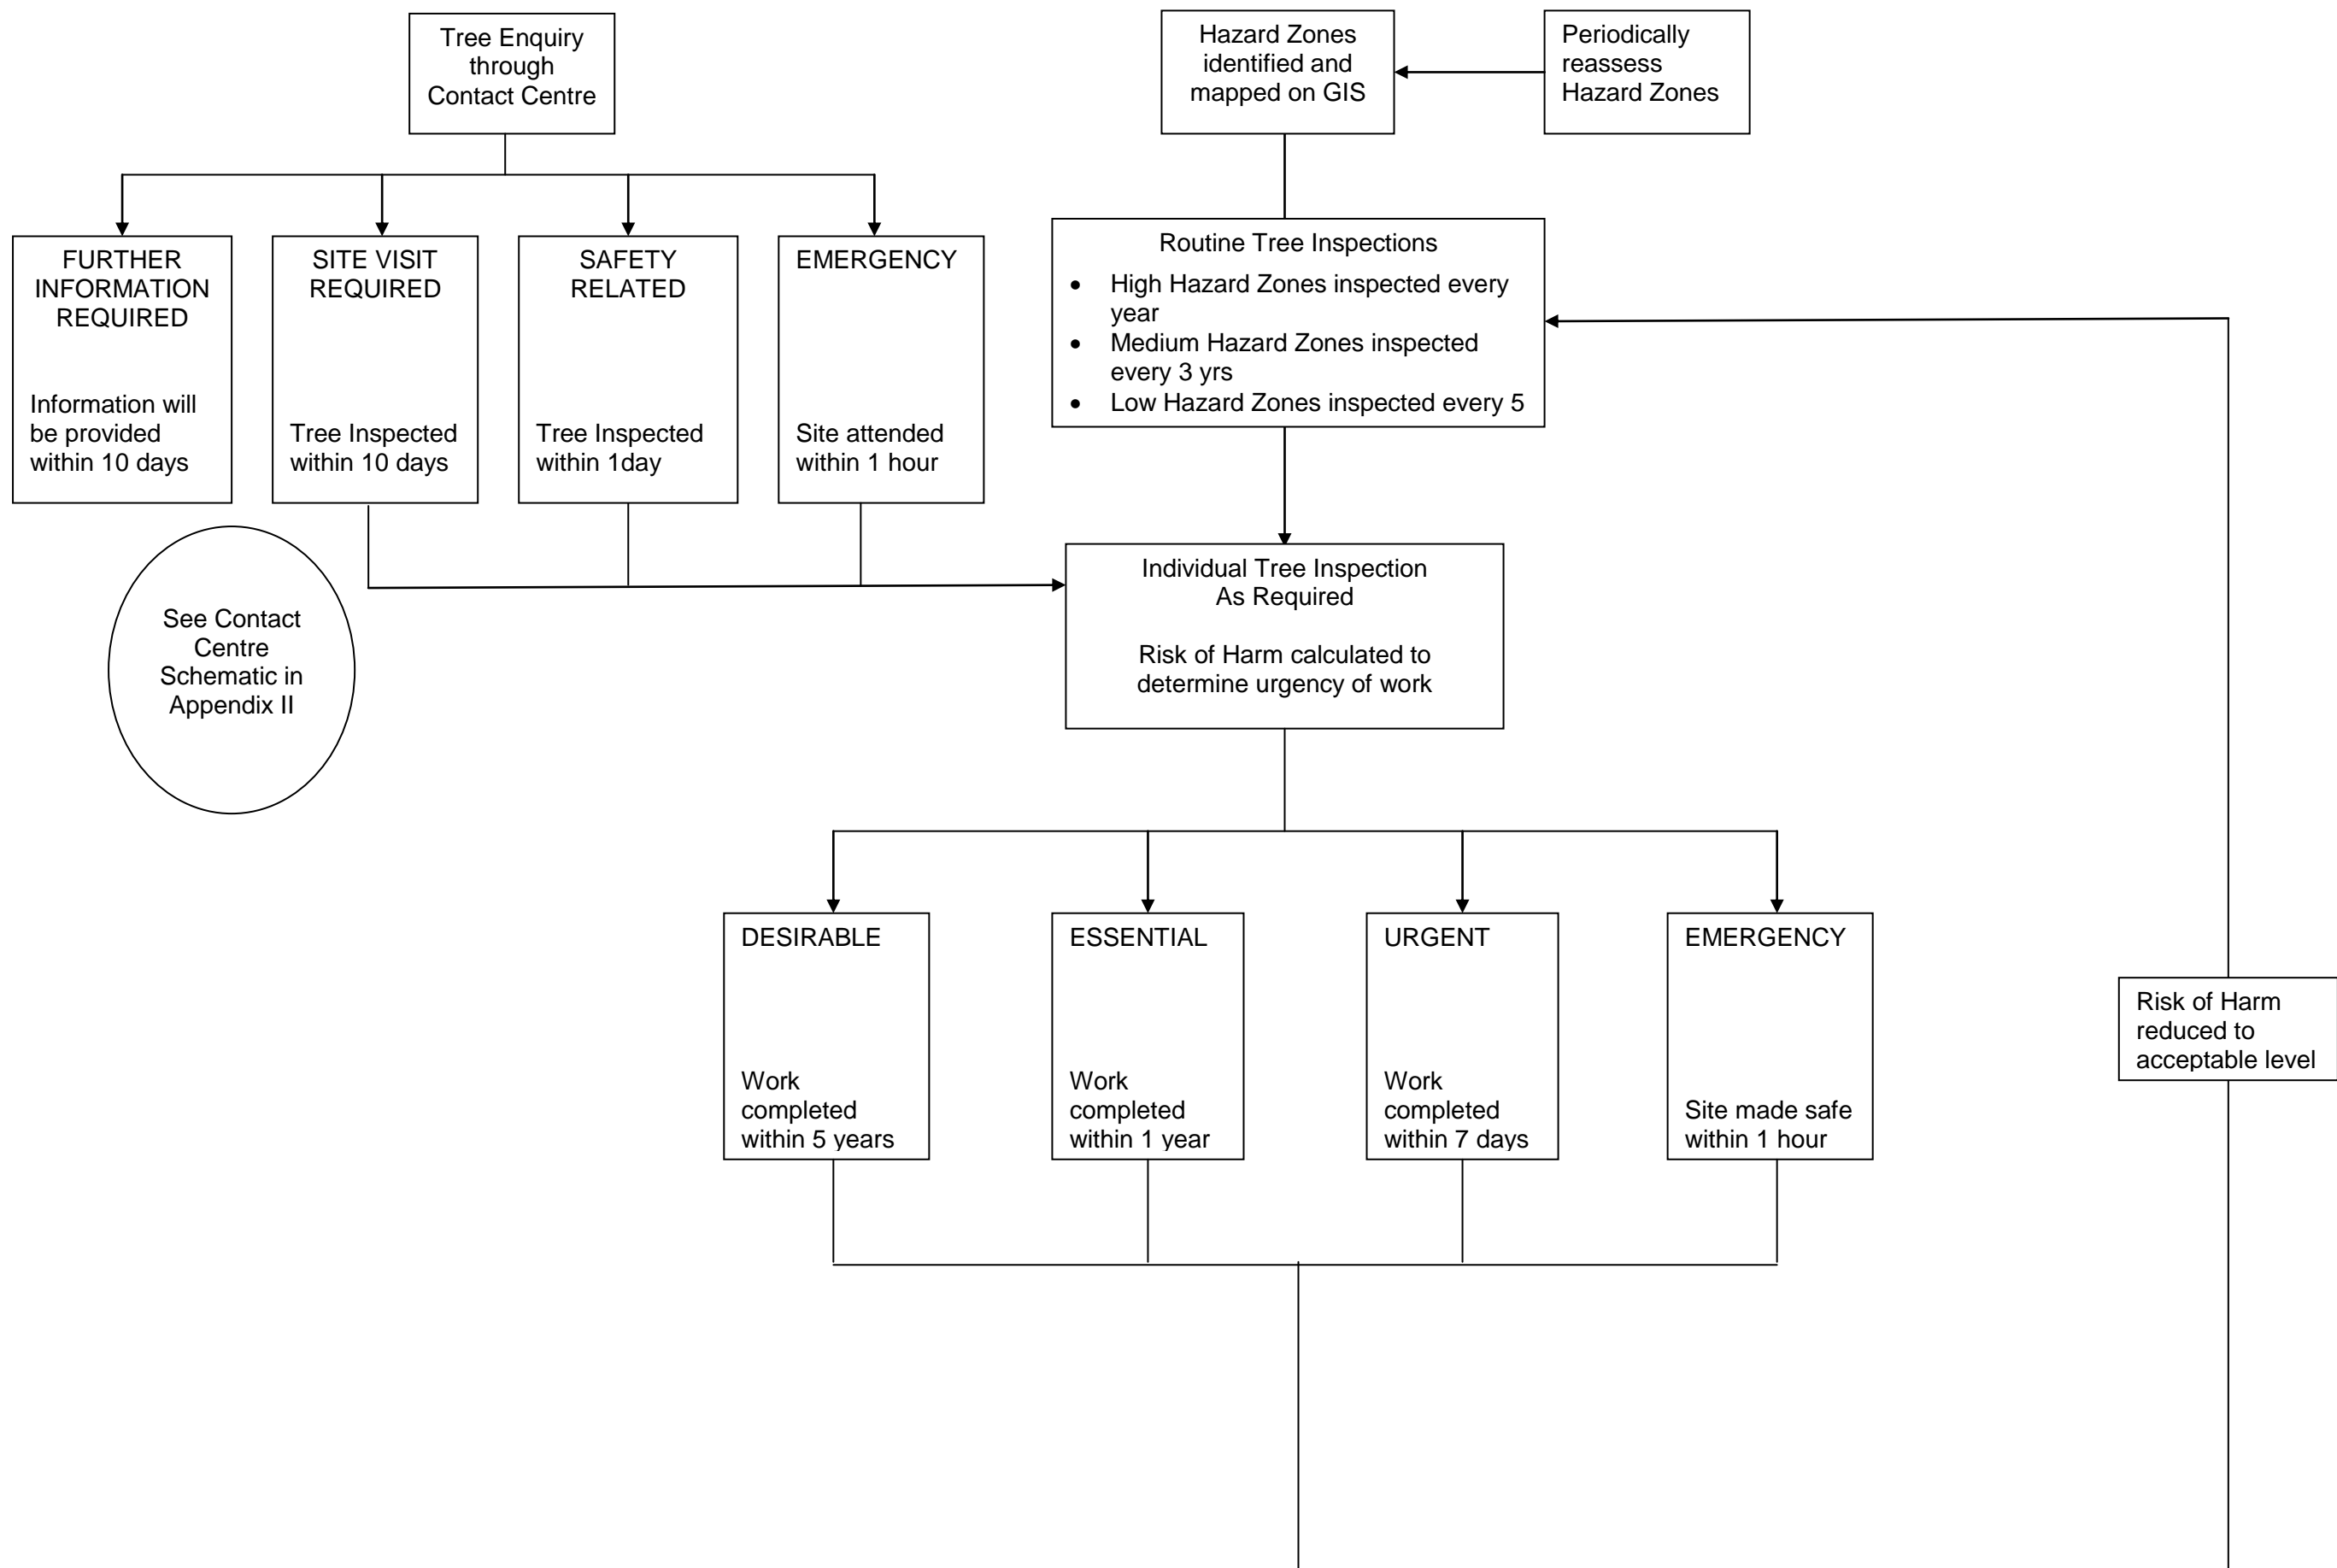 Tree Enquiry
through
Contact Centre
Hazard Zones
identified and
mapped on GIS
Periodically
reassess
Hazard Zones
FURTHER
INFORMATION
REQUIRED
Information will
be provided
within 10 days
SITE VISIT
REQUIRED
Tree Inspected
within 10 days
SAFETY
RELATED
Tree Inspected
within 1day
EMERGENCY
Site attended
within 1 hour
Routine Tree Inspections
• High Hazard Zones inspected every
year
• Medium Hazard Zones inspected
every 3 yrs
• Low Hazard Zones inspected every 5
See Contact
Centre
Schematic in
Appendix II
Individual Tree Inspection
As Required
Risk of Harm calculated to
determine urgency of work
DESIRABLE
Work
completed
within 5 years
ESSENTIAL
Work
completed
within 1 year
URGENT
Work
completed
within 7 days
EMERGENCY
Site made safe
within 1 hour
Risk of Harm
reduced to
acceptable level